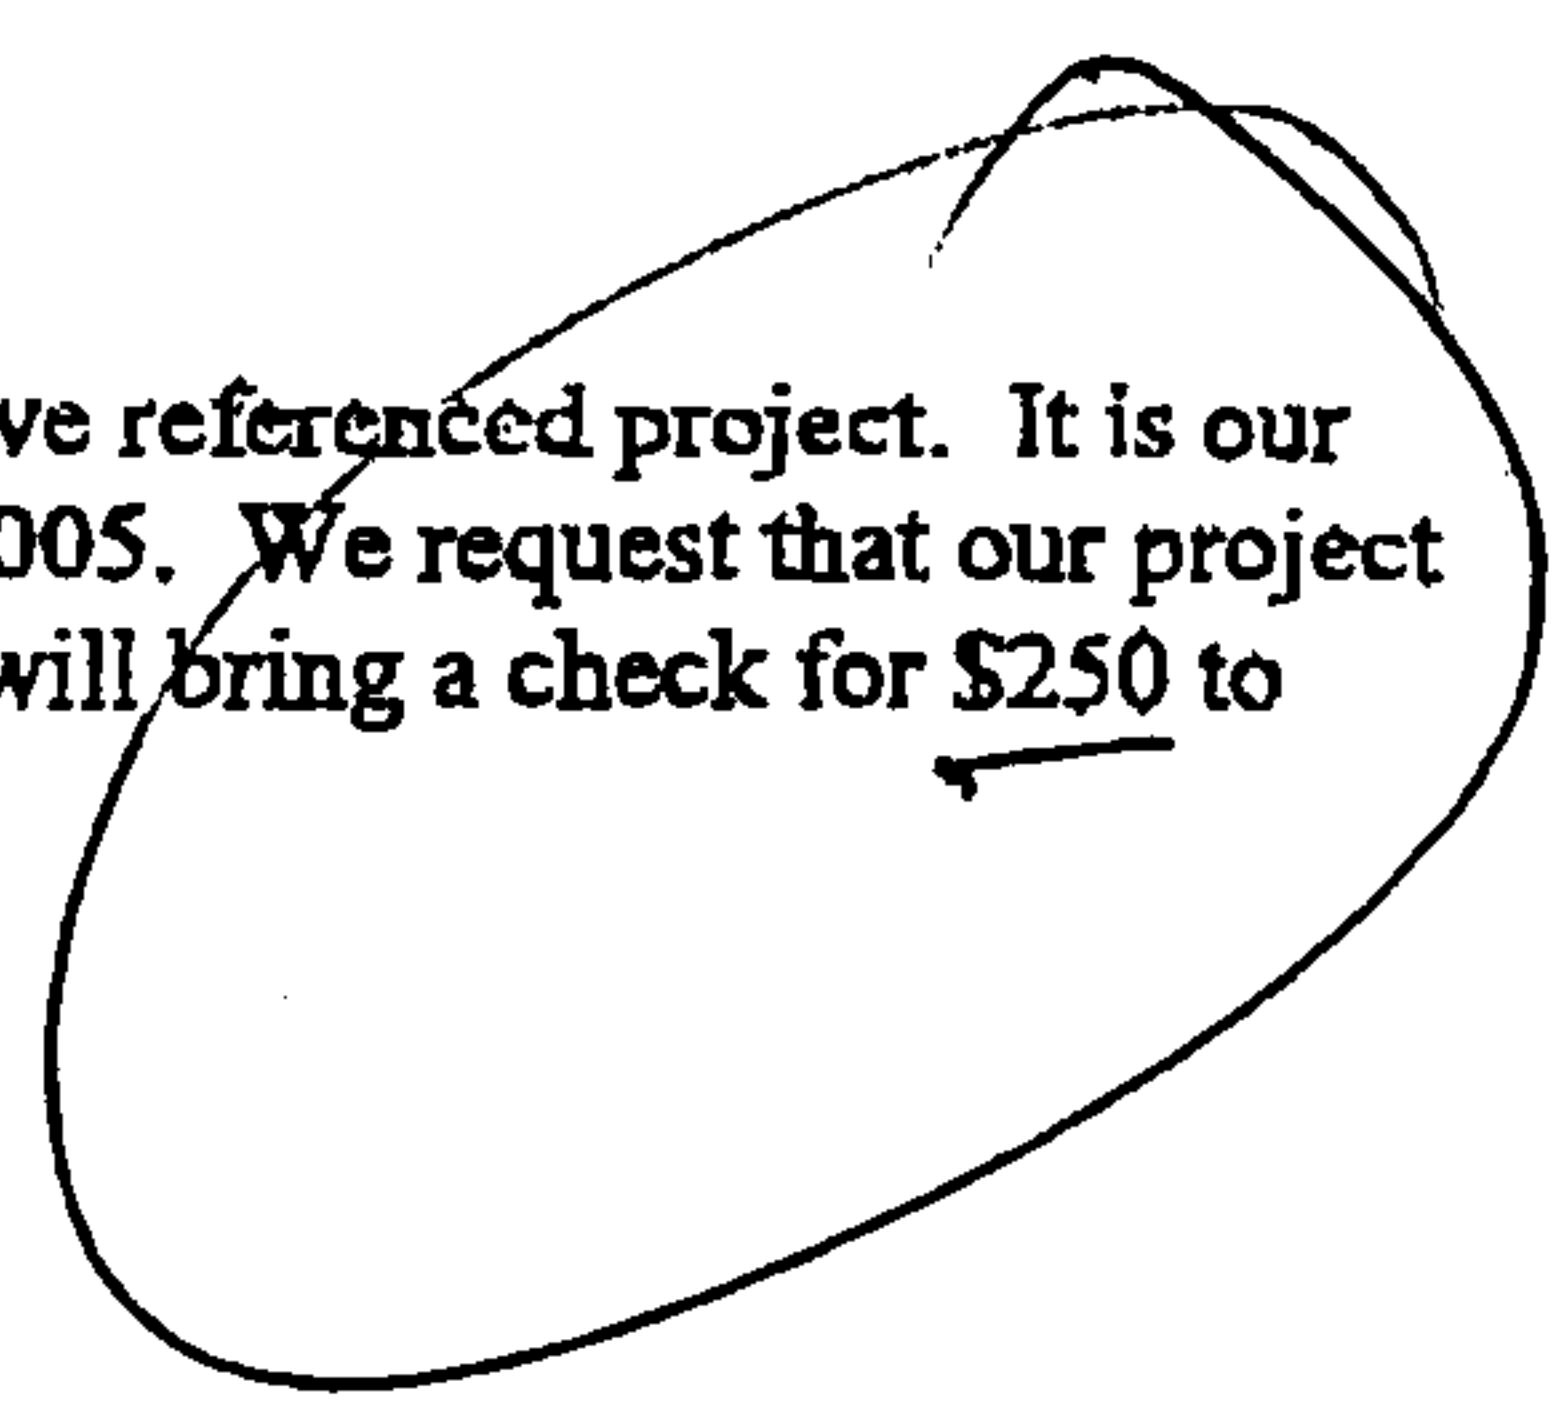 ve referenced project. It is our
005. We request that our project
will bring a check for $250 to